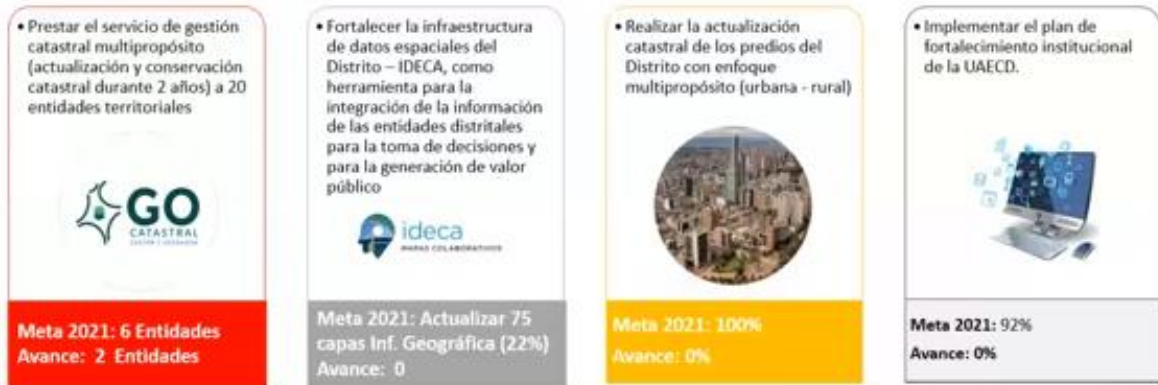 • Prestar el servicio de gestión
catastral multipropósito
(actualización y conservación
catastral durante 2 años) a 20
entidades territoriales
GO
CATASTRAL
Meta 2021: 6 Entidades
Avance: 2 Entidades
• Fortalecer la infraestructura
de datos espaciales del
Distrito – IDECA, como
herramienta para la
integración de la información
de las entidades distritales
para la toma de decisiones y
para la generación de valor
público
ideca
MAPAS COLABORATIVOS
Meta 2021: Actualizar 75
capas Inf. Geográfica (22%)
Avance: 0
• Realizar la actualización
catastral de los predios del
Distrito con enfoque
multipropósito (urbana - rural)
Meta 2021: 100%
Avance: 0%
• Implementar el plan de
fortalecimiento institucional
de la UAECD.
Meta 2021: 92%
Avance: 0%